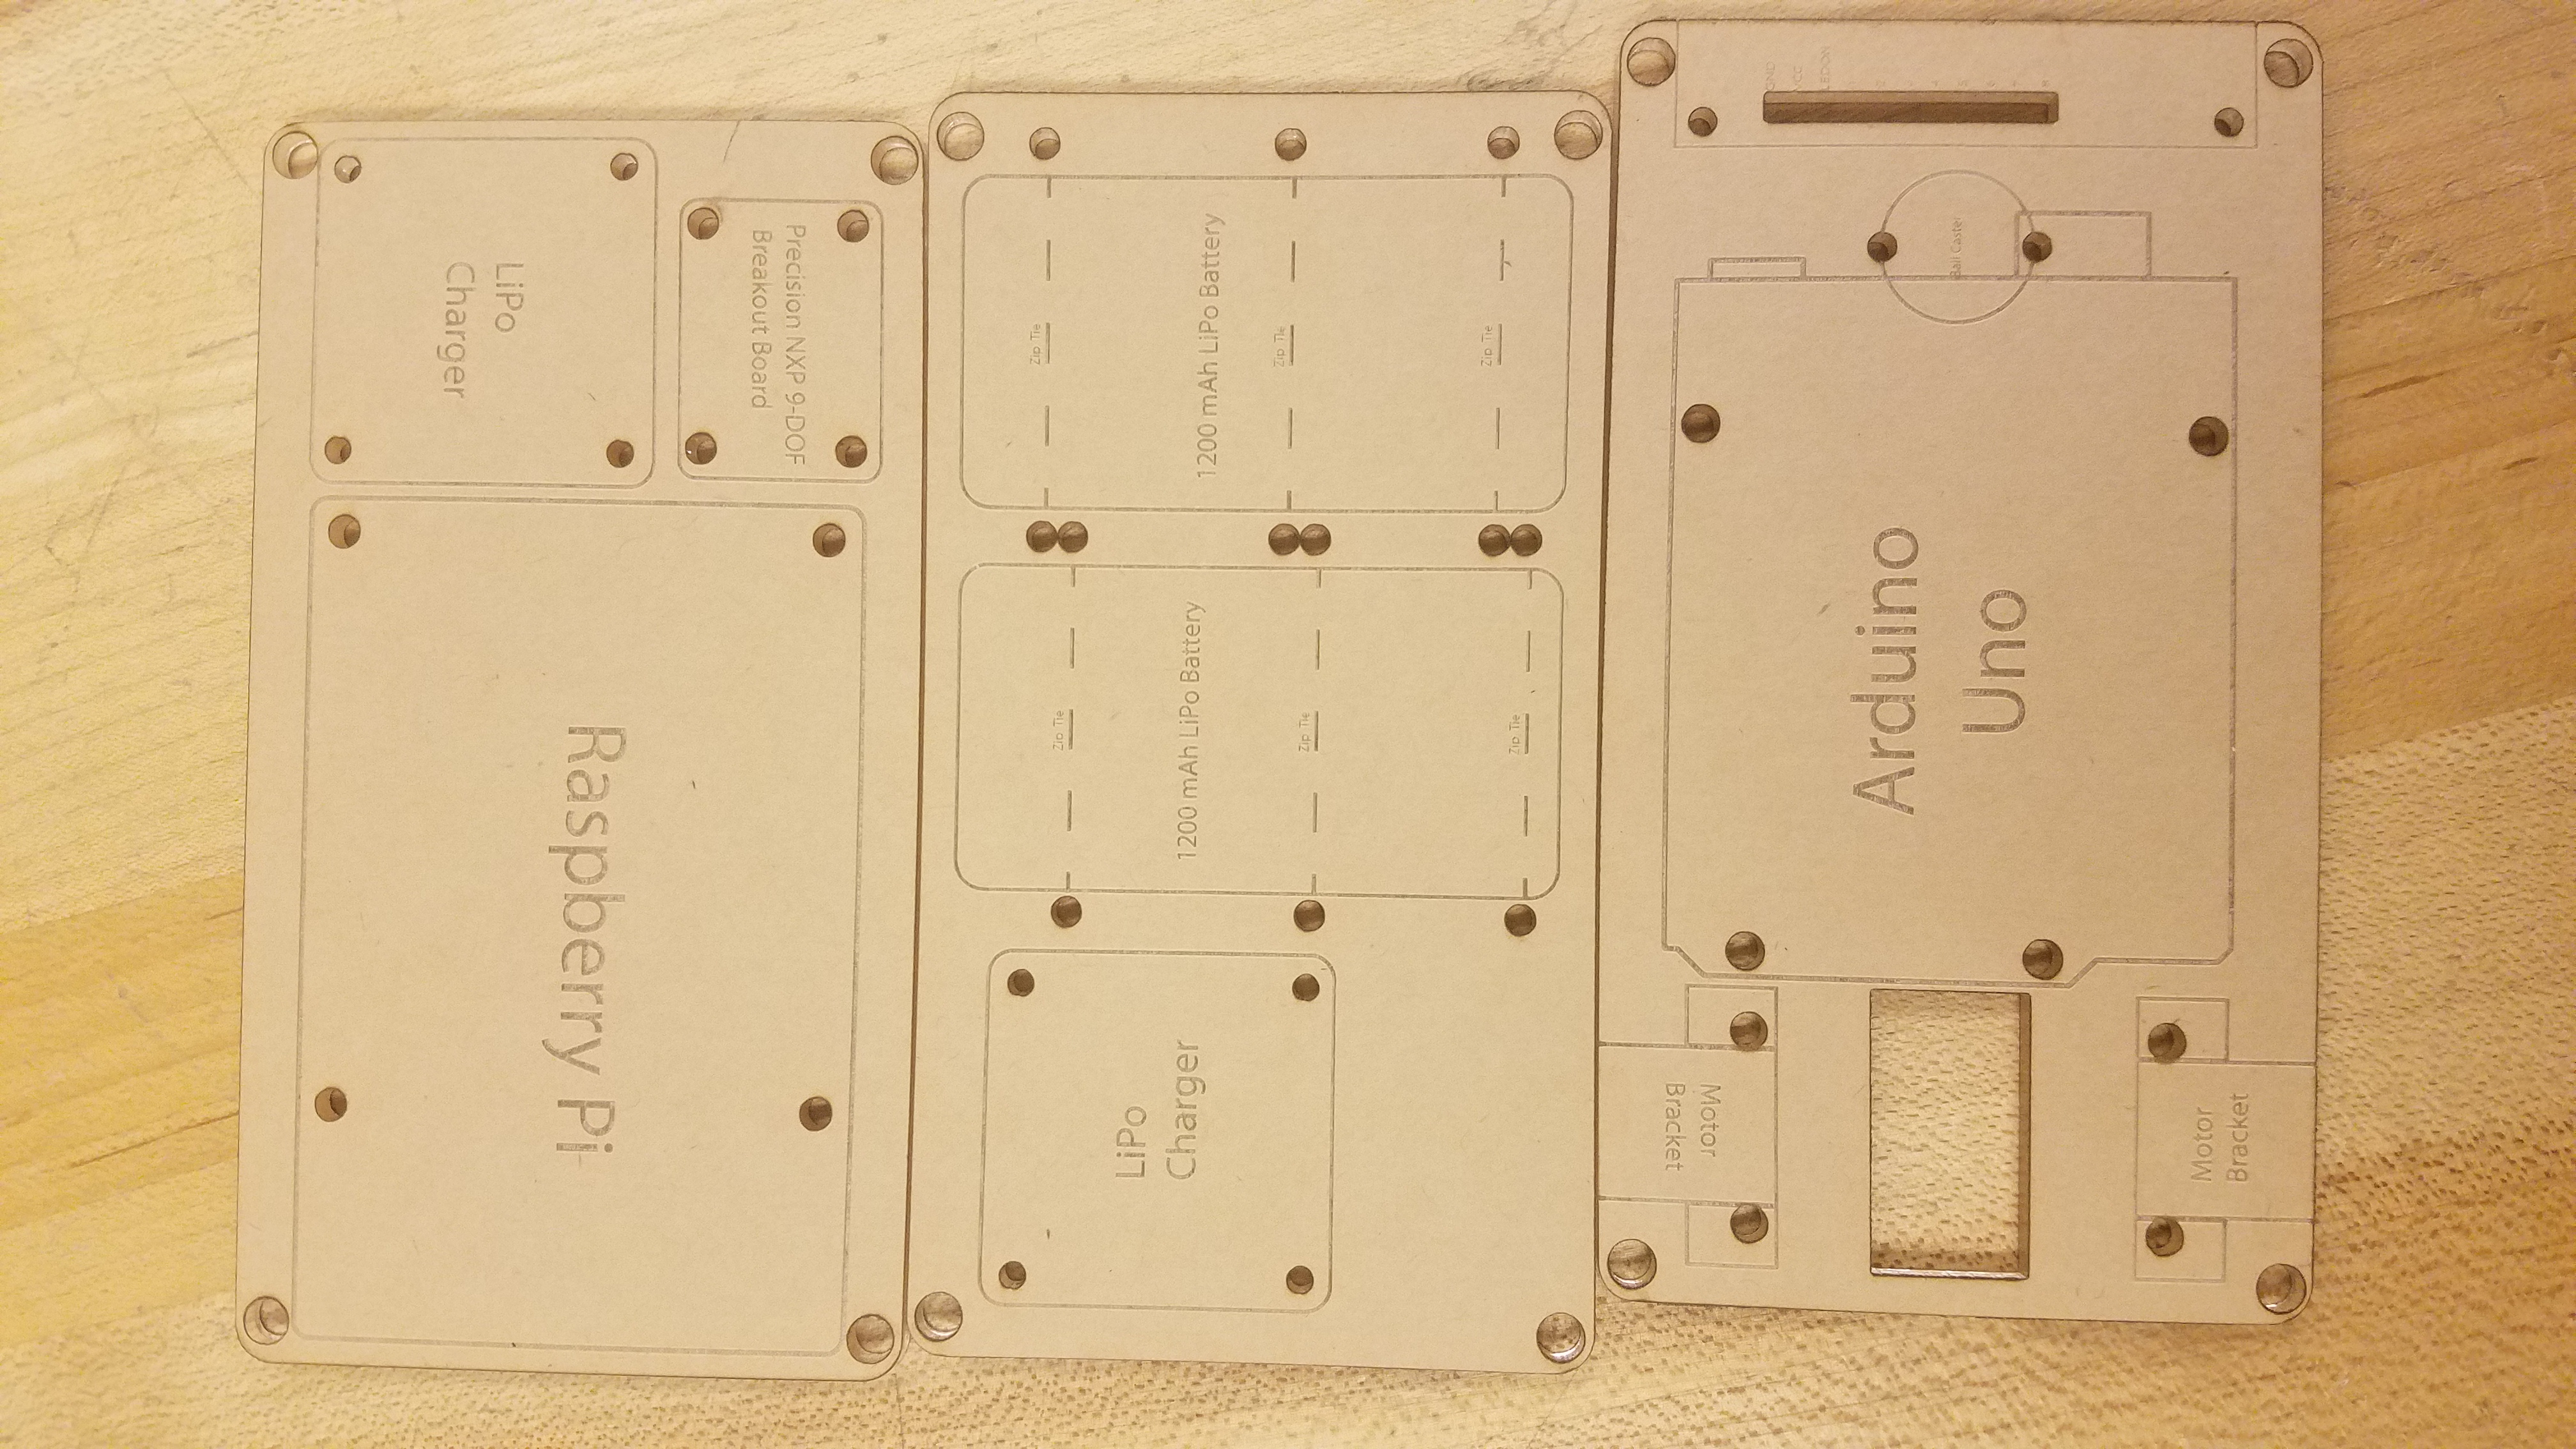 Raspberry Pi
LiPo
Charger
Precision NXP 9-DOF
Breakout Board
LiPo
Charger
Zip Tie
1200 mAh LiPo Battery
Zip Tie
Zip Tie
Zip Tie
1200 mAh LiPo Battery
Zip Tie
Zip Tie
Motor
Bracket
Arduino
Uno
Ball Caster
GND
VCC
LEDON
Motor
Bracket